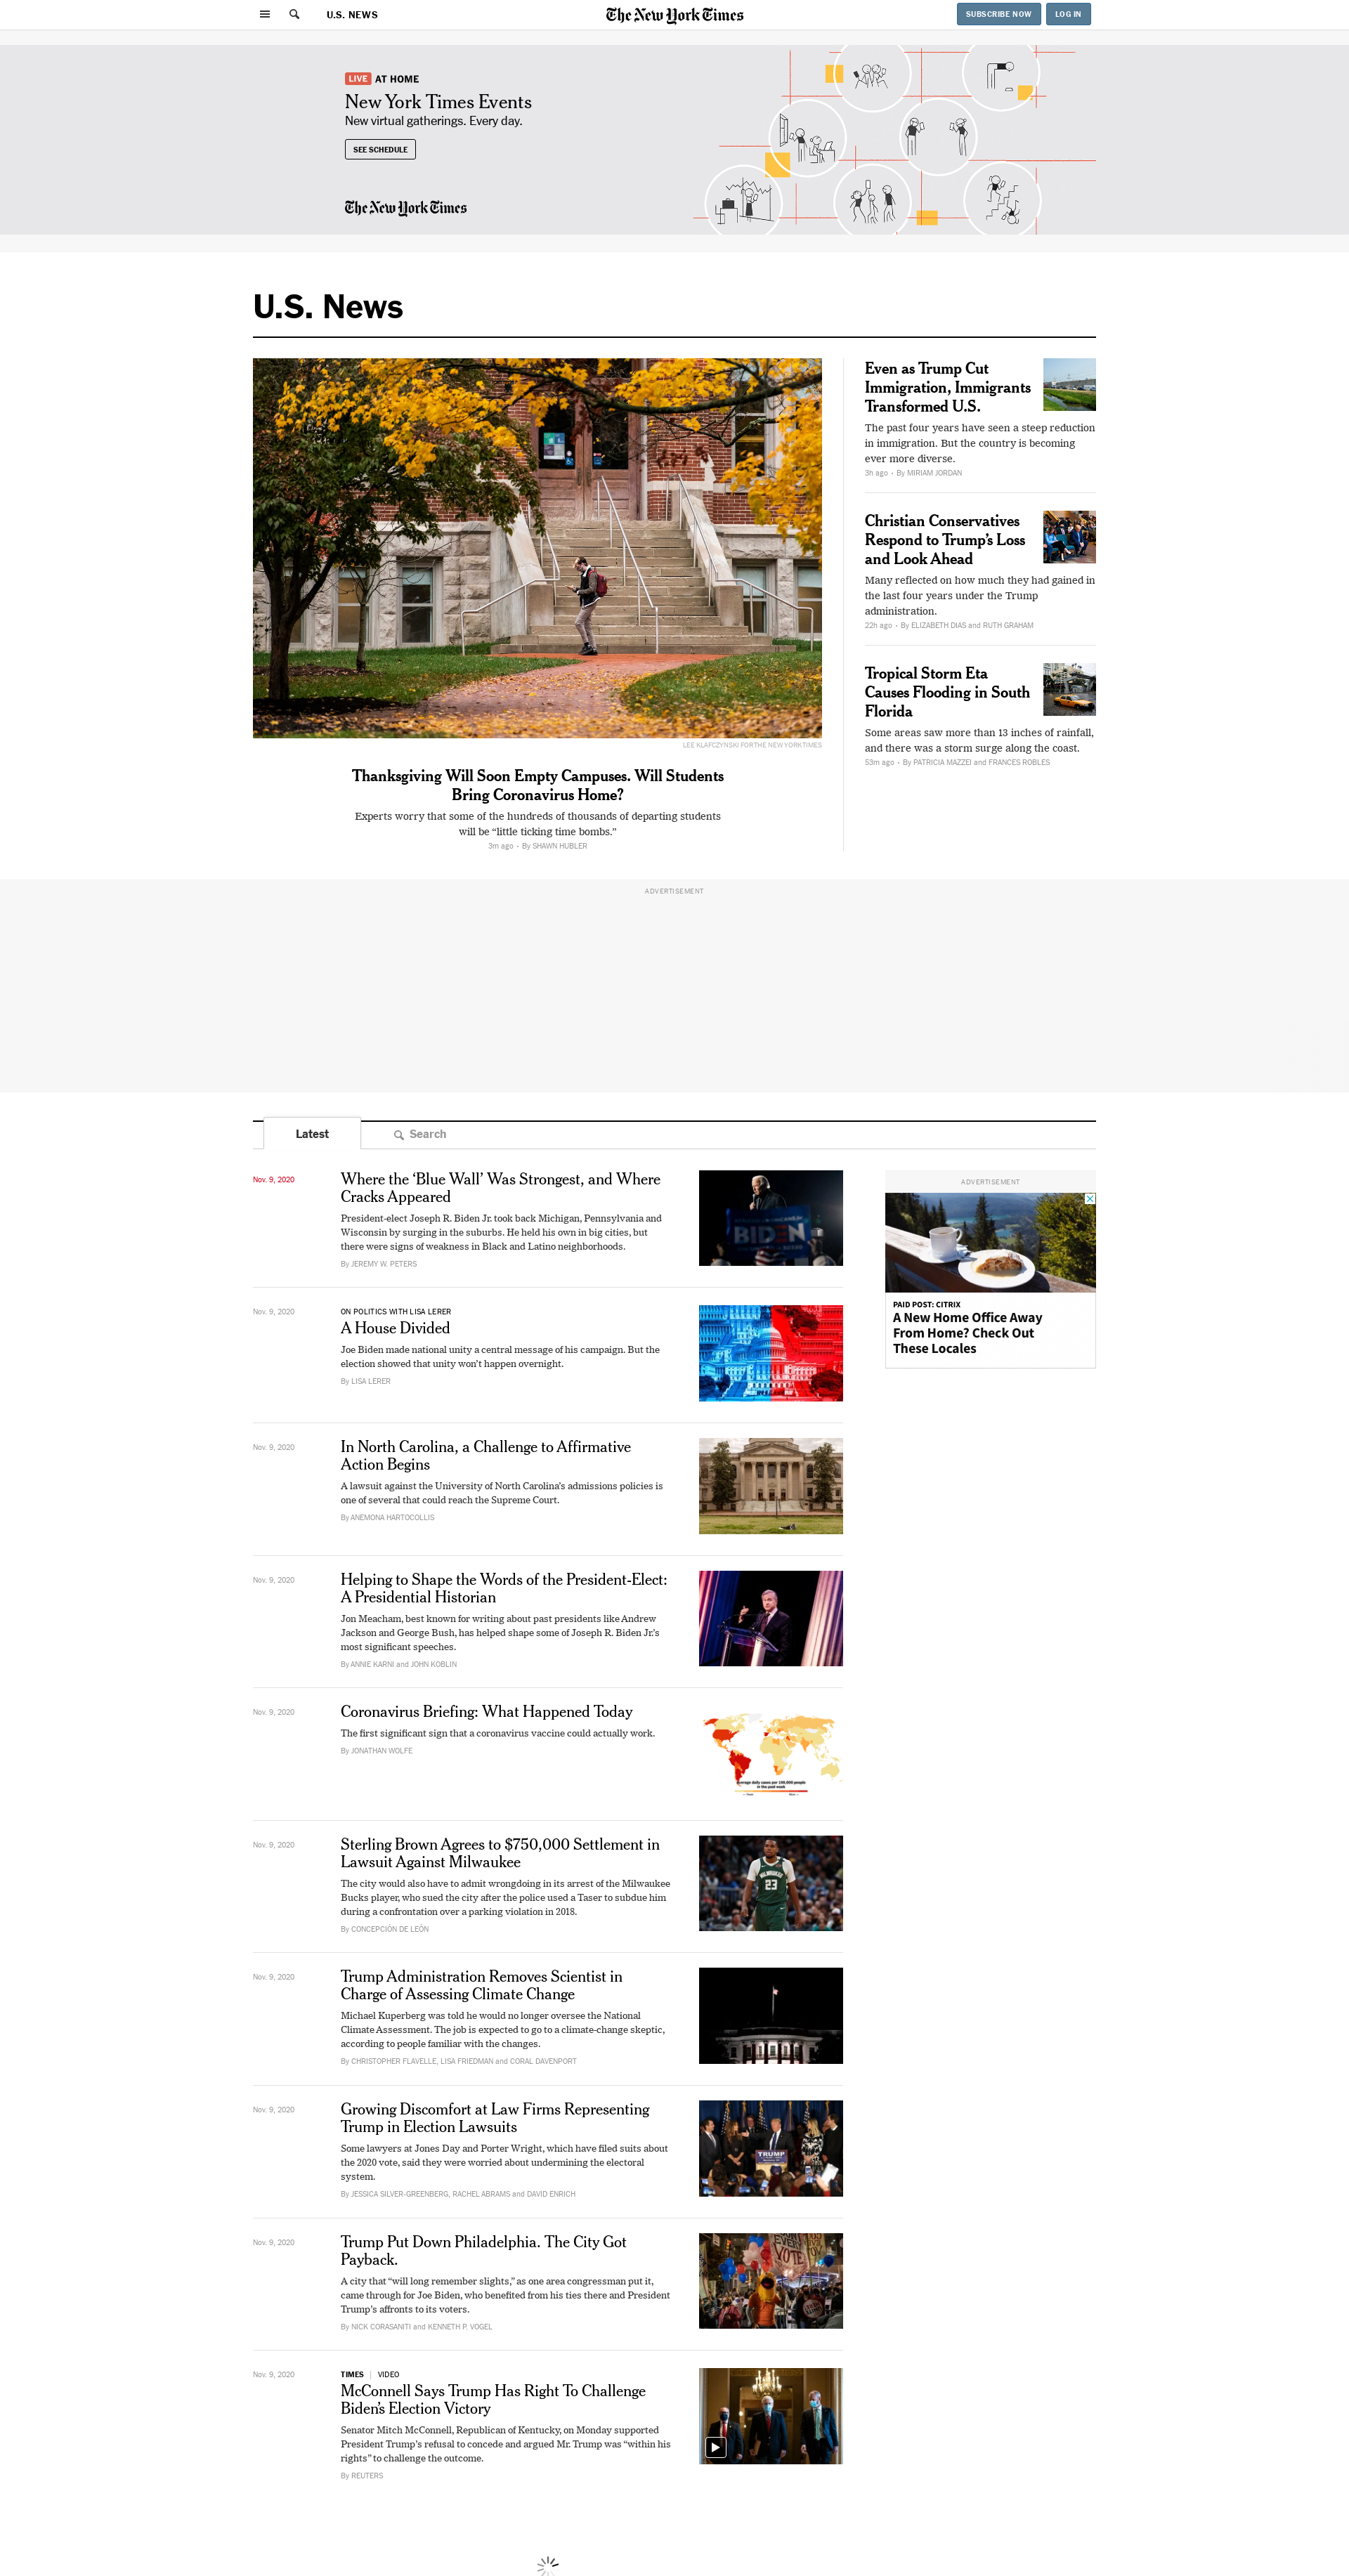 U.S. NEWS
The New York Times
SUBSCRIBE NOW
LOG IN
LIVE AT HOME
New York Times Events
New virtual gatherings. Every day.
SEE SCHEDULE
The New York Times
U.S. News
LEE KLAFCZYNSKI FOR THE NEW YORK TIMES
Thanksgiving Will Soon Empty Campuses. Will Students
Bring Coronavirus Home?
Experts worry that some of the hundreds of thousands of departing students
will be “little ticking time bombs.”
3m ago • By SHAWN HUBLER
Even as Trump Cut
Immigration, Immigrants
Transformed U.S.
The past four years have seen a steep reduction
in immigration. But the country is becoming
ever more diverse.
3h ago • By MIRIAM JORDAN
Christian Conservatives
Respond to Trump’s Loss
and Look Ahead
Many reflected on how much they had gained in
the last four years under the Trump
administration.
22h ago • By ELIZABETH DIAS and RUTH GRAHAM
Tropical Storm Eta
Causes Flooding in South
Florida
Some areas saw more than 13 inches of rainfall,
and there was a storm surge along the coast.
53m ago • By PATRICIA MAZZEI and FRANCES ROBLES
ADVERTISEMENT
Latest
Search
Nov. 9, 2020
Where the ‘Blue Wall’ Was Strongest, and Where
Cracks Appeared
President-elect Joseph R. Biden Jr. took back Michigan, Pennsylvania and
Wisconsin by surging in the suburbs. He held his own in big cities, but
there were signs of weakness in Black and Latino neighborhoods.
By JEREMY W. PETERS
BIDEN
ADVERTISEMENT
PAID POST: CITRIX
A New Home Office Away
From Home? Check Out
These Locales
Nov. 9, 2020
ON POLITICS WITH LISA LERER
A House Divided
Joe Biden made national unity a central message of his campaign. But the
election showed that unity won’t happen overnight.
By LISA LERER
Nov. 9, 2020
In North Carolina, a Challenge to Affirmative
Action Begins
A lawsuit against the University of North Carolina’s admissions policies is
one of several that could reach the Supreme Court.
By ANEMONA HARTOCOLLIS
Nov. 9, 2020
Helping to Shape the Words of the President-Elect:
A Presidential Historian
Jon Meacham, best known for writing about past presidents like Andrew
Jackson and George Bush, has helped shape some of Joseph R. Biden Jr.’s
most significant speeches.
By ANNIE KARNI and JOHN KOBLIN
Nov. 9, 2020
Coronavirus Briefing: What Happened Today
The first significant sign that a coronavirus vaccine could actually work.
By JONATHAN WOLFE
Average daily cases per 100,000 people
in the past week
Nov. 9, 2020
Sterling Brown Agrees to $750,000 Settlement in
Lawsuit Against Milwaukee
The city would also have to admit wrongdoing in its arrest of the Milwaukee
Bucks player, who sued the city after the police used a Taser to subdue him
during a confrontation over a parking violation in 2018.
By CONCEPCIÓN DE LEÓN
MILWAUKEE
23
Nov. 9, 2020
Trump Administration Removes Scientist in
Charge of Assessing Climate Change
Michael Kuperberg was told he would no longer oversee the National
Climate Assessment. The job is expected to go to a climate-change skeptic,
according to people familiar with the changes.
By CHRISTOPHER FLAVELLE, LISA FRIEDMAN and CORAL DAVENPORT
Nov. 9, 2020
Growing Discomfort at Law Firms Representing
Trump in Election Lawsuits
Some lawyers at Jones Day and Porter Wright, which have filed suits about
the 2020 vote, said they were worried about undermining the electoral
system.
By JESSICA SILVER-GREENBERG, RACHEL ABRAMS and DAVID ENRICH
TRUMP
Nov. 9, 2020
Trump Put Down Philadelphia. The City Got
Payback.
A city that “will long remember slights,” as one area congressman put it,
came through for Joe Biden, who benefited from his ties there and President
Trump’s affronts to its voters.
By NICK CORASANITI and KENNETH P. VOGEL
VOTE
Nov. 9, 2020
TIMES | VIDEO
McConnell Says Trump Has Right To Challenge
Biden’s Election Victory
Senator Mitch McConnell, Republican of Kentucky, on Monday supported
President Trump’s refusal to concede and argued Mr. Trump was “within his
rights” to challenge the outcome.
By REUTERS